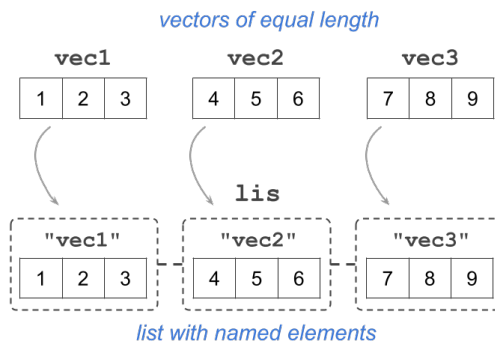 vectors of equal length
vec1 vec2 vec3
1 2 3 4 5 6 7 8 9
lis
"vec1" "vec2" "vec3"
1 2 3 4 5 6 7 8 9
list with named elements